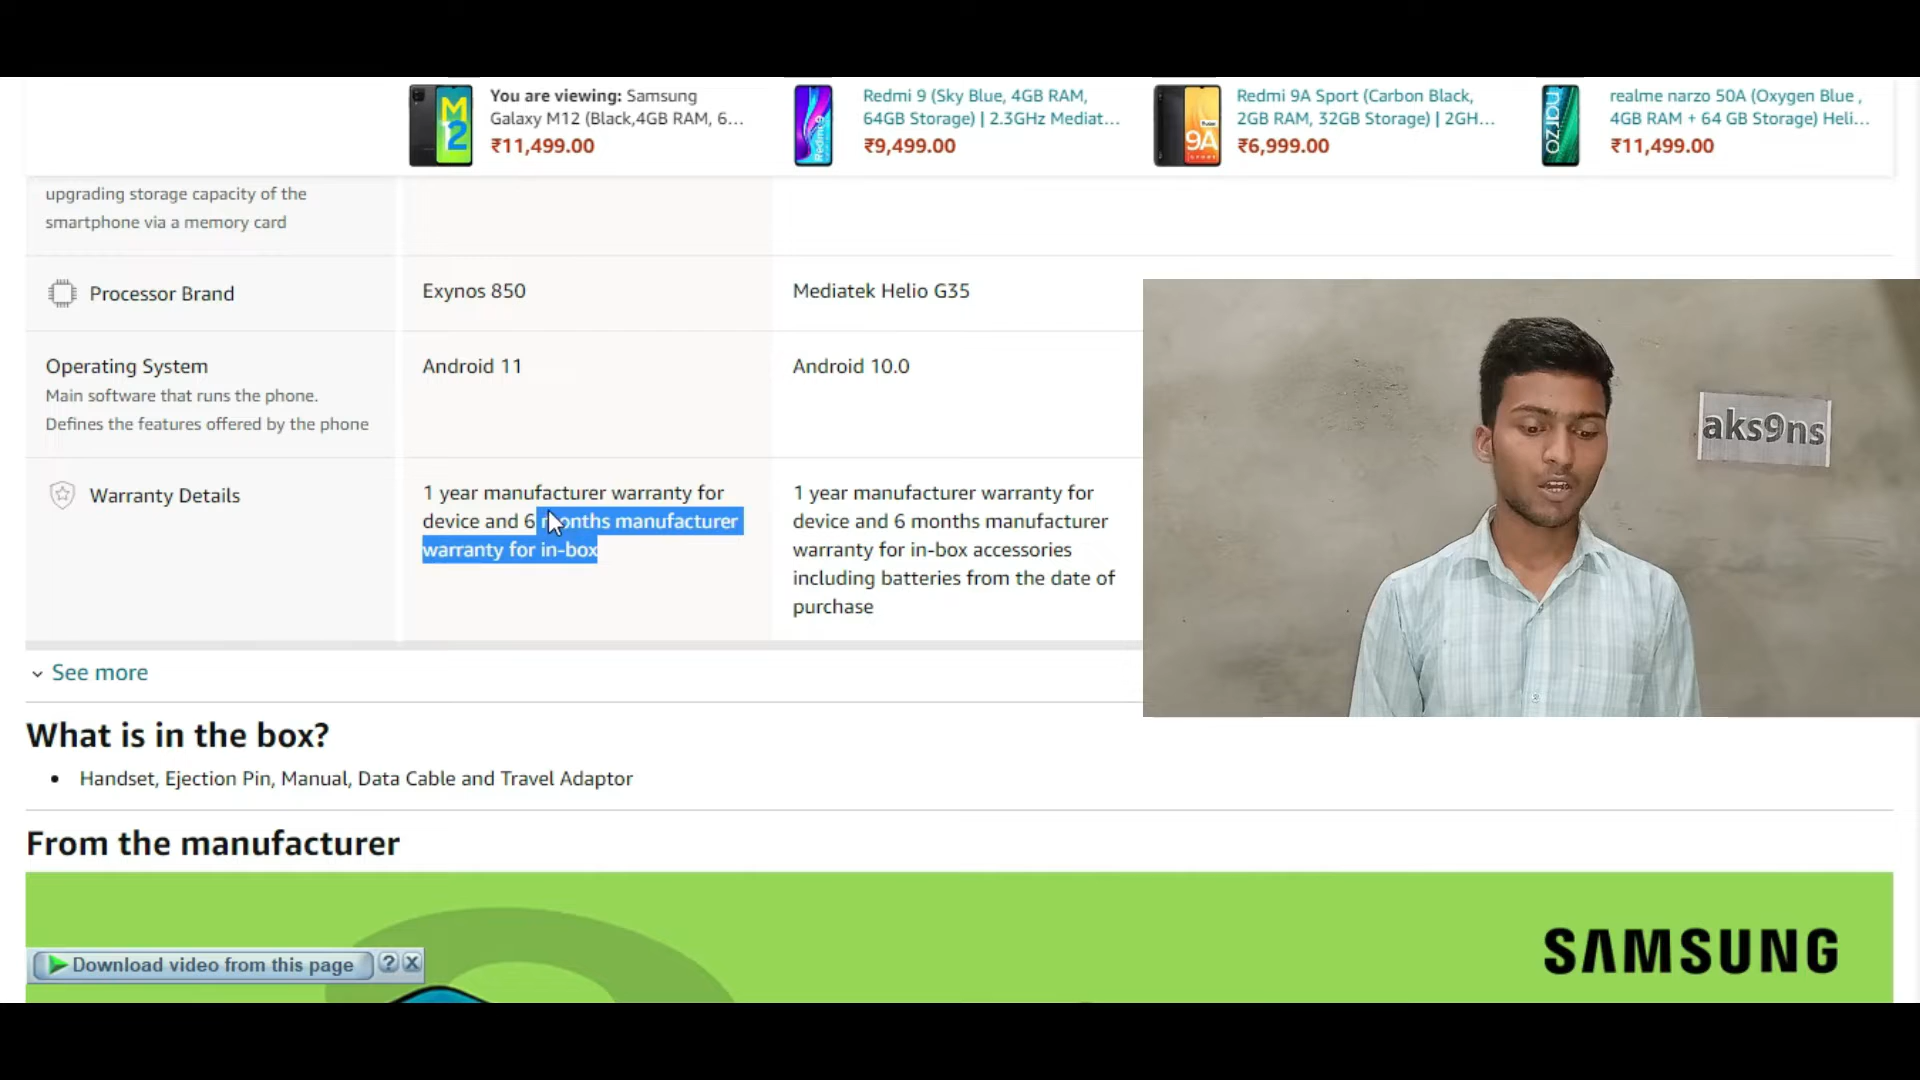 You are viewing: Samsung
Galaxy M12 (Black,4GB RAM, 6...
₹11,499.00
Redmi 9 (Sky Blue, 4GB RAM,
64GB Storage) | 2.3GHz Mediat...
₹9,499.00
Redmi 9A Sport (Carbon Black,
2GB RAM, 32GB Storage) | 2GH...
₹6,999.00
realme narzo 50A (Oxygen Blue ,
4GB RAM + 64 GB Storage) Heli...
₹11,499.00
M
2
Redmi 9
9A
narzo
upgrading storage capacity of the
smartphone via a memory card
Processor Brand
Exynos 850
Mediatek Helio G35
Operating System
Main software that runs the phone.
Defines the features offered by the phone
Android 11
Android 10.0
Warranty Details
1 year manufacturer warranty for
device and 6 months manufacturer
warranty for in-box
1 year manufacturer warranty for
device and 6 months manufacturer
warranty for in-box accessories
including batteries from the date of
purchase
aks9ns
See more
What is in the box?
• Handset, Ejection Pin, Manual, Data Cable and Travel Adaptor
From the manufacturer
SAMSUNG
Download video from this page